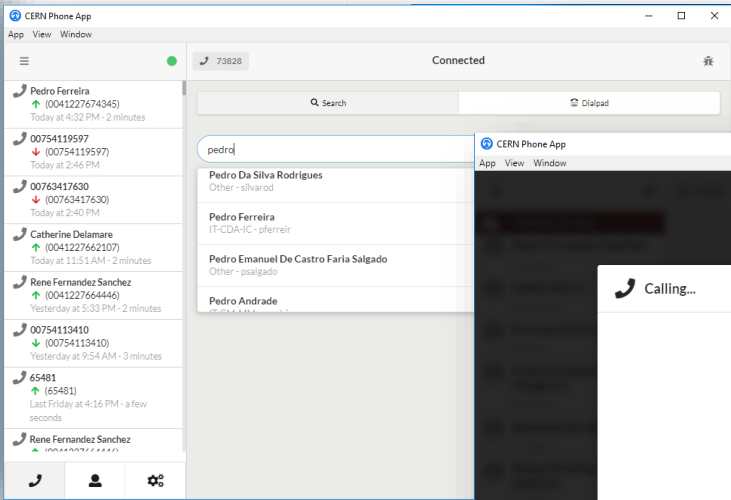 CERN Phone App
App View Window
73828
Connected
Pedro Ferreira
(0041227674345)
Today at 4:32 PM - 2 minutes
00754119597
(00754119597)
Today at 2:46 PM
00763417630
(00763417630)
Today at 2:40 PM
Catherine Delamare
(0041227662107)
Today at 11:51 AM - 2 minutes
Rene Fernandez Sanchez
(0041227664446)
Yesterday at 5:33 PM - 2 minutes
00754113410
(00754113410)
Yesterday at 9:54 AM - 3 minutes
65481
(65481)
Last Friday at 4:16 PM - a few
seconds
Rene Fernandez Sanchez
Search
Dialpad
pedro
Pedro Da Silva Rodrigues
Other - silvarod
Pedro Ferreira
IT-CDA-IC - pferreir
Pedro Emanuel De Castro Faria Salgado
Other - psalgado
Pedro Andrade
CERN Phone App
App View Window
Calling...